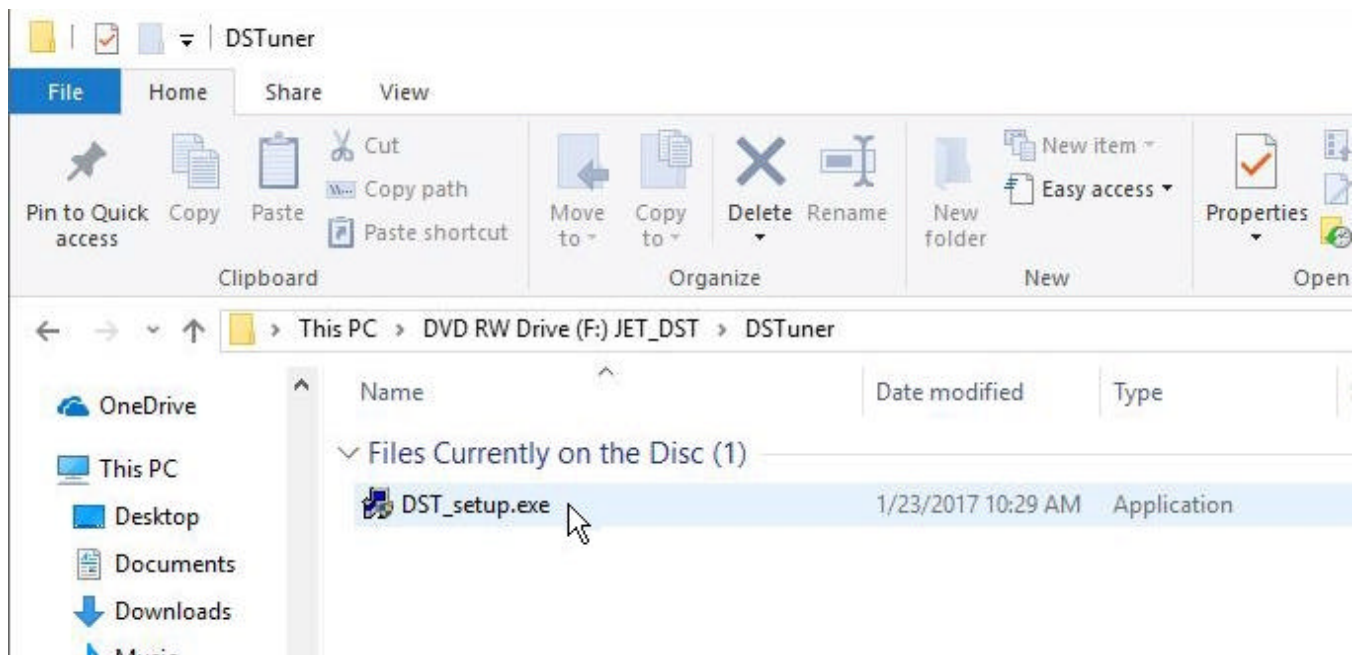 DSTuner
File Home Share View
Cut
Copy path
Paste shortcut
Pin to Quick access
Copy
Paste
Move to
Copy to
Delete
Rename
New folder
New item
Easy access
Properties
Clipboard Organize New Open
This PC > DVD RW Drive (F:) JET_DST > DSTuner
Name Date modified Type
OneDrive
This PC
Desktop
Documents
Downloads
Files Currently on the Disc (1)
DST_setup.exe 1/23/2017 10:29 AM Application